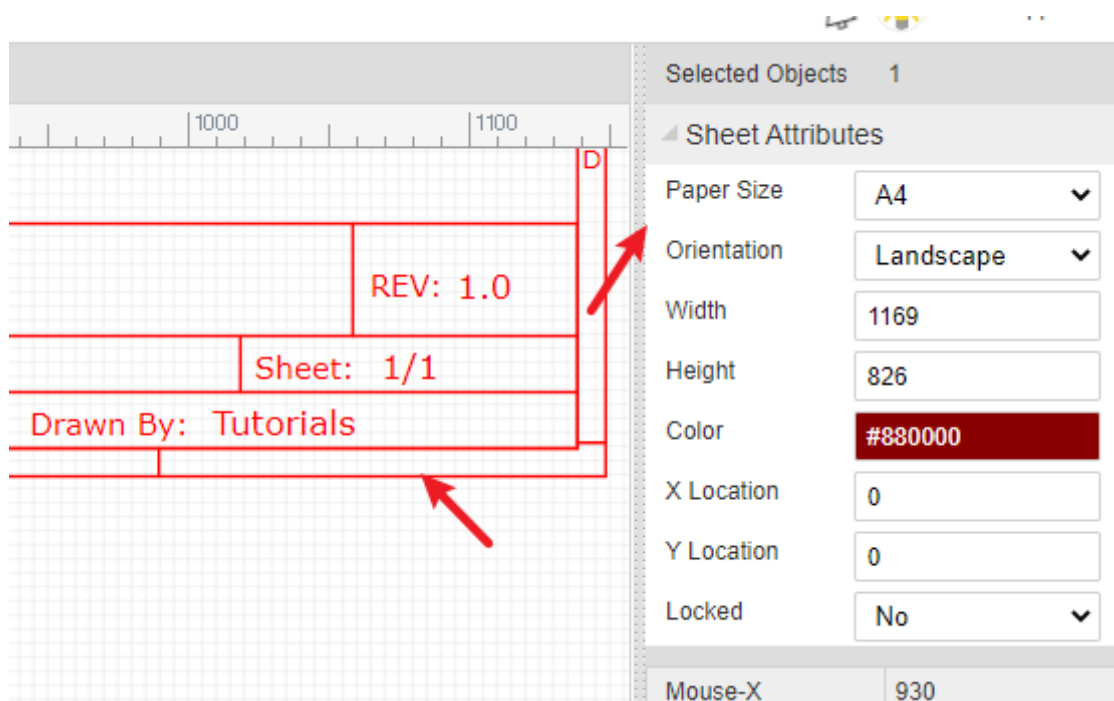 Selected Objects 1
1000 1100
Sheet Attributes
D
Paper Size A4
Orientation Landscape
REV: 1.0
Width 1169
Sheet: 1/1
Height 826
Drawn By: Tutorials
Color #880000
X Location 0
Y Location 0
Locked No
Mouse-X 930